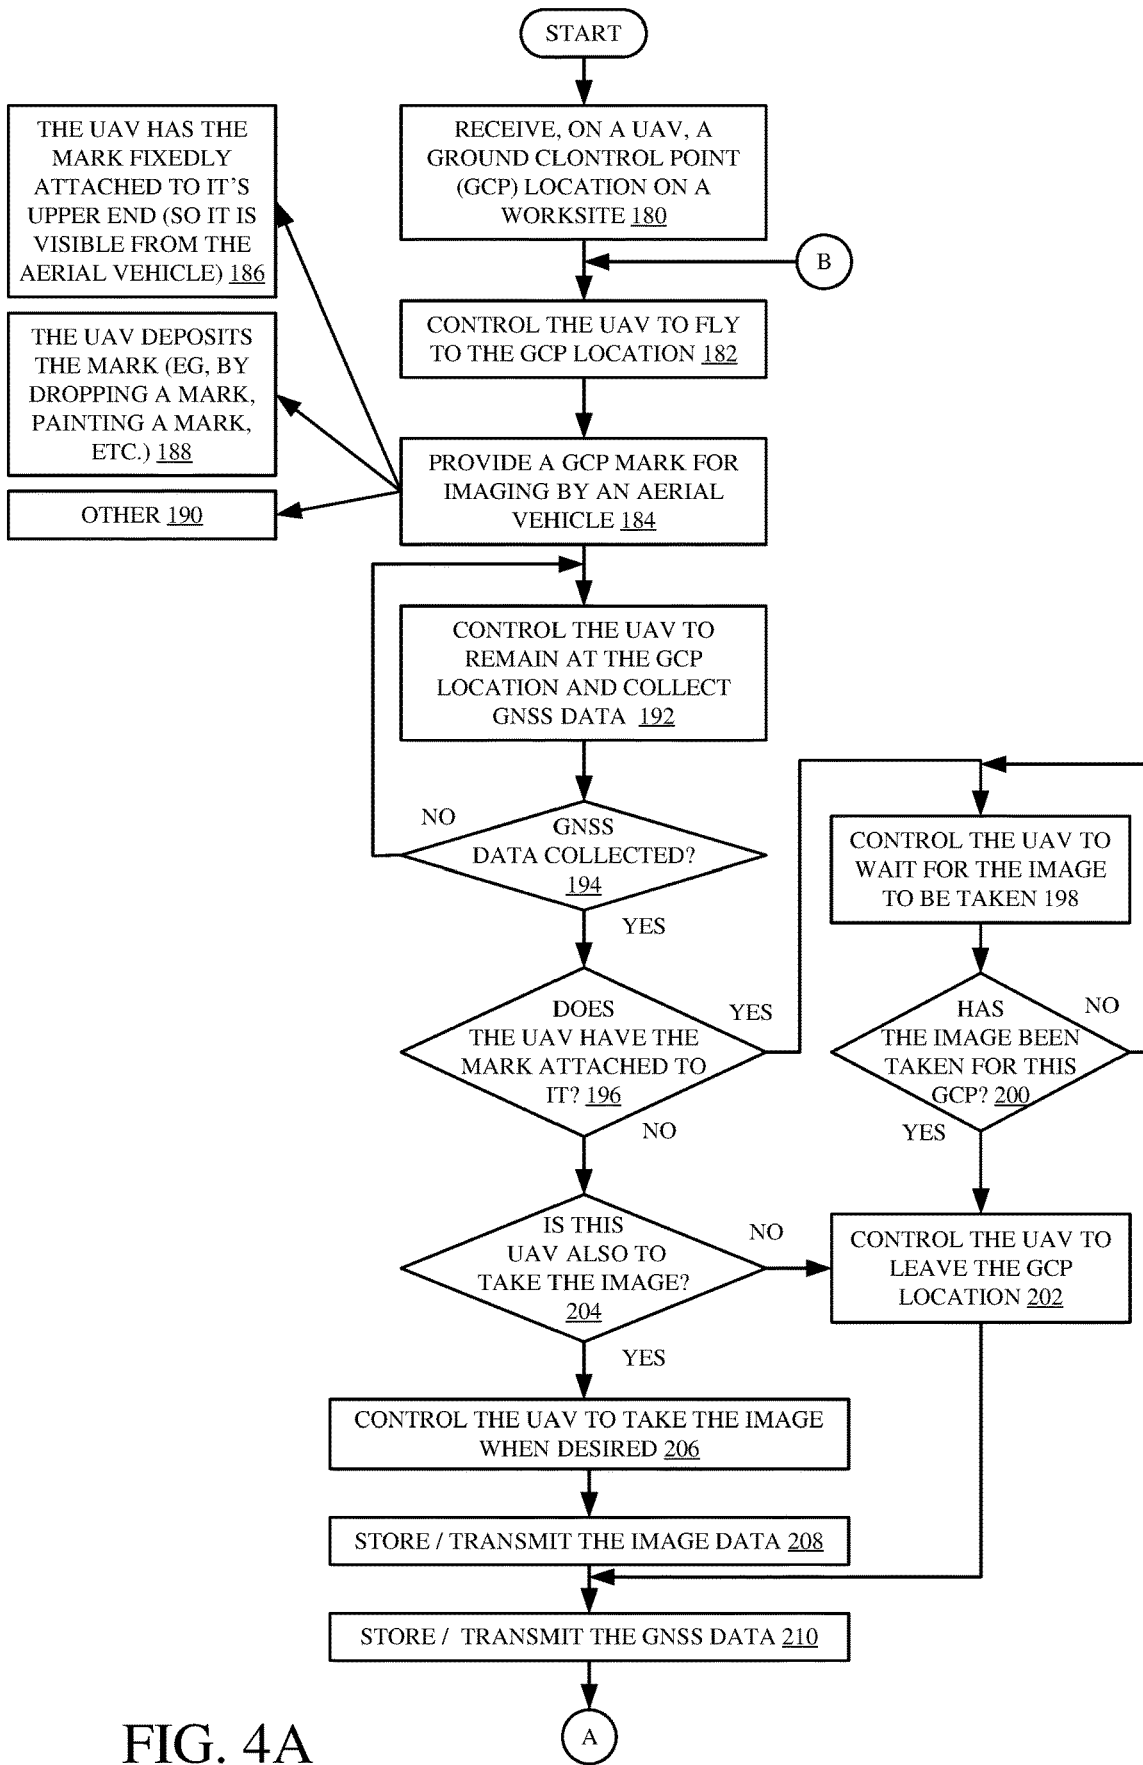 START
RECEIVE, ON A UAV, A
GROUND CLONTROL POINT
(GCP) LOCATION ON A
WORKSITE 180
B
THE UAV HAS THE
MARK FIXEDLY
ATTACHED TO IT'S
UPPER END (SO IT IS
VISIBLE FROM THE
AERIAL VEHICLE) 186
CONTROL THE UAV TO FLY
TO THE GCP LOCATION 182
THE UAV DEPOSITS
THE MARK (EG, BY
DROPPING A MARK,
PAINTING A MARK,
ETC.) 188
PROVIDE A GCP MARK FOR
IMAGING BY AN AERIAL
VEHICLE 184
OTHER 190
CONTROL THE UAV TO
REMAIN AT THE GCP
LOCATION AND COLLECT
GNSS DATA 192
NO
GNSS
DATA COLLECTED?
194
YES
CONTROL THE UAV TO
WAIT FOR THE IMAGE
TO BE TAKEN 198
DOES
THE UAV HAVE THE
MARK ATTACHED TO
IT? 196
YES
NO
HAS
THE IMAGE BEEN
TAKEN FOR THIS
GCP? 200
NO
YES
IS THIS
UAV ALSO TO
TAKE THE IMAGE?
204
NO
YES
CONTROL THE UAV TO
LEAVE THE GCP
LOCATION 202
CONTROL THE UAV TO TAKE THE IMAGE
WHEN DESIRED 206
STORE / TRANSMIT THE IMAGE DATA 208
STORE / TRANSMIT THE GNSS DATA 210
A
FIG. 4A